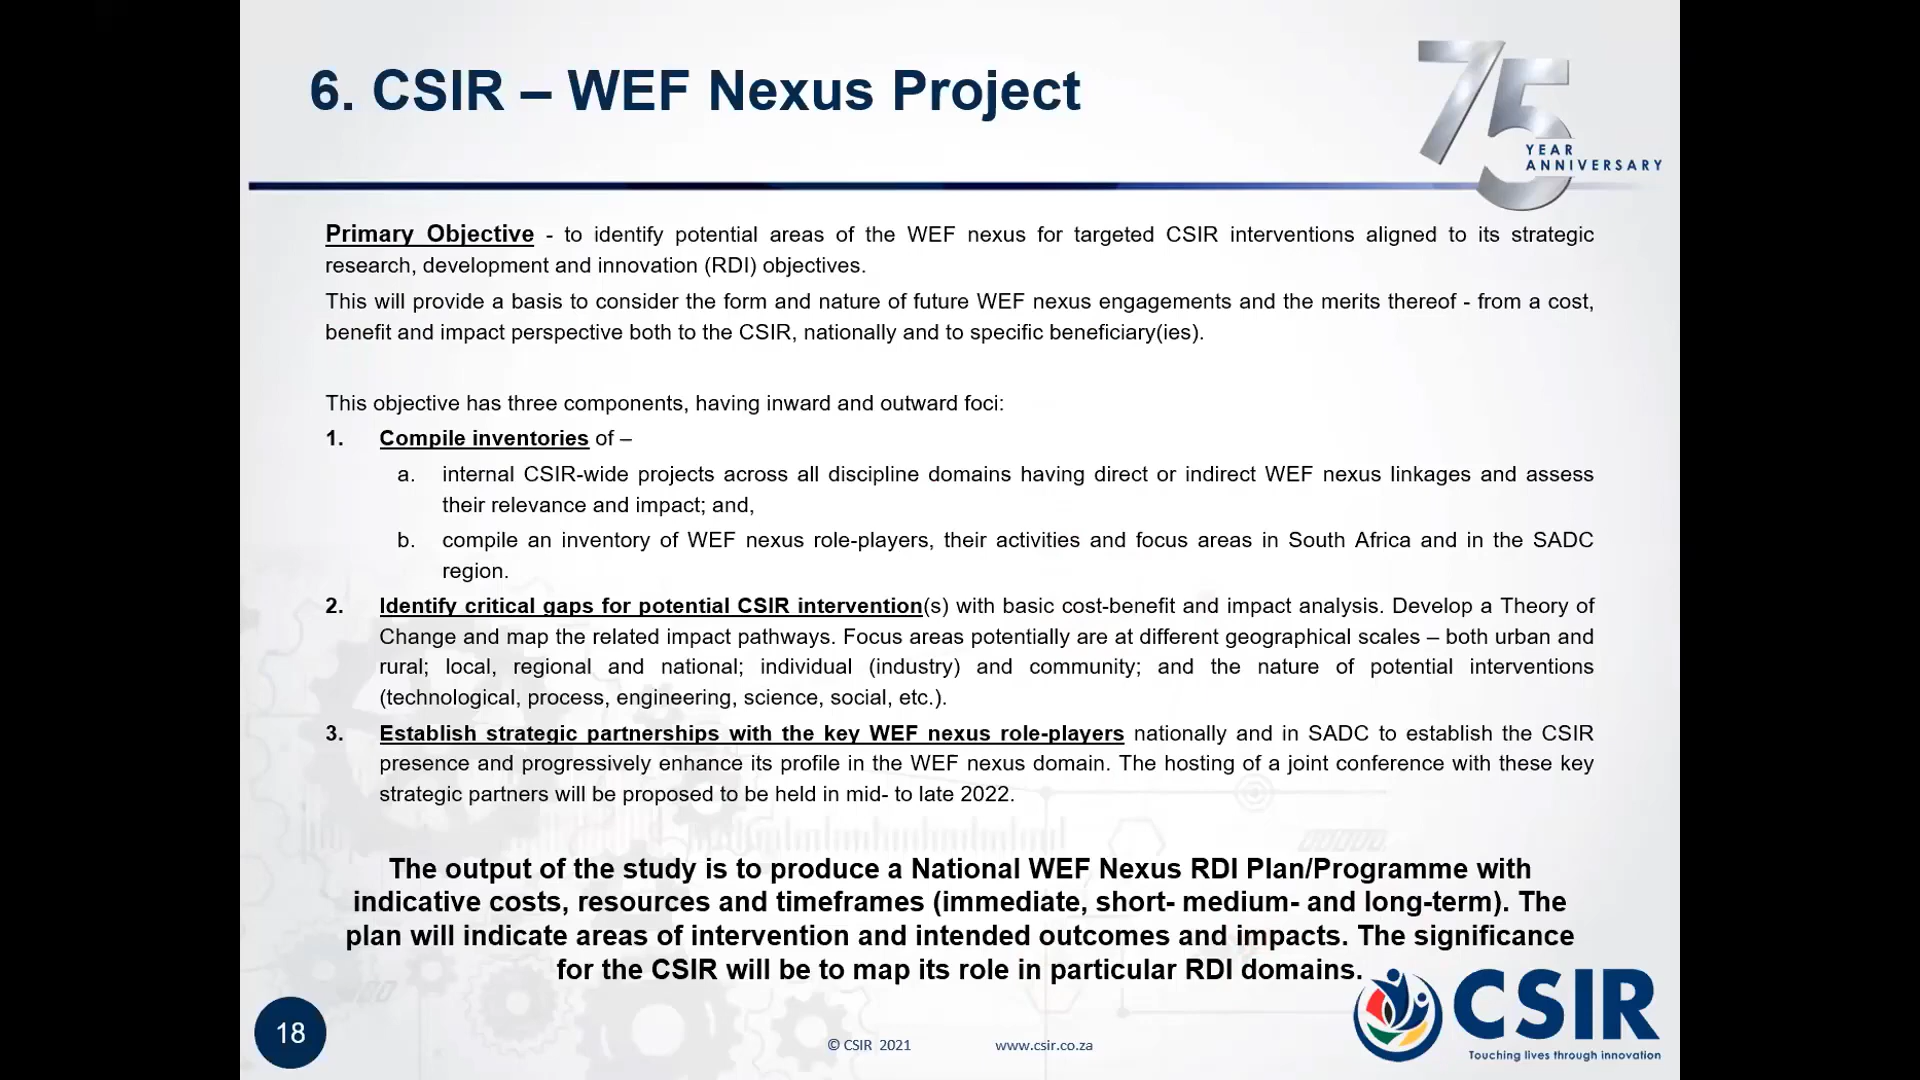 6. CSIR – WEF Nexus Project
75
YEAR
ANNIVERSARY
Primary Objective - to identify potential areas of the WEF nexus for targeted CSIR interventions aligned to its strategic
research, development and innovation (RDI) objectives.
This will provide a basis to consider the form and nature of future WEF nexus engagements and the merits thereof - from a cost,
benefit and impact perspective both to the CSIR, nationally and to specific beneficiary(ies).
This objective has three components, having inward and outward foci:
1. Compile inventories of –
a. internal CSIR-wide projects across all discipline domains having direct or indirect WEF nexus linkages and assess
their relevance and impact; and,
b. compile an inventory of WEF nexus role-players, their activities and focus areas in South Africa and in the SADC
region.
2. Identify critical gaps for potential CSIR intervention(s) with basic cost-benefit and impact analysis. Develop a Theory of
Change and map the related impact pathways. Focus areas potentially are at different geographical scales – both urban and
rural; local, regional and national; individual (industry) and community; and the nature of potential interventions
(technological, process, engineering, science, social, etc.).
3. Establish strategic partnerships with the key WEF nexus role-players nationally and in SADC to establish the CSIR
presence and progressively enhance its profile in the WEF nexus domain. The hosting of a joint conference with these key
strategic partners will be proposed to be held in mid- to late 2022.
The output of the study is to produce a National WEF Nexus RDI Plan/Programme with
indicative costs, resources and timeframes (immediate, short- medium- and long-term). The
plan will indicate areas of intervention and intended outcomes and impacts. The significance
for the CSIR will be to map its role in particular RDI domains.
18
© CSIR 2021
www.csir.co.za
CSIR
Touching lives through innovation